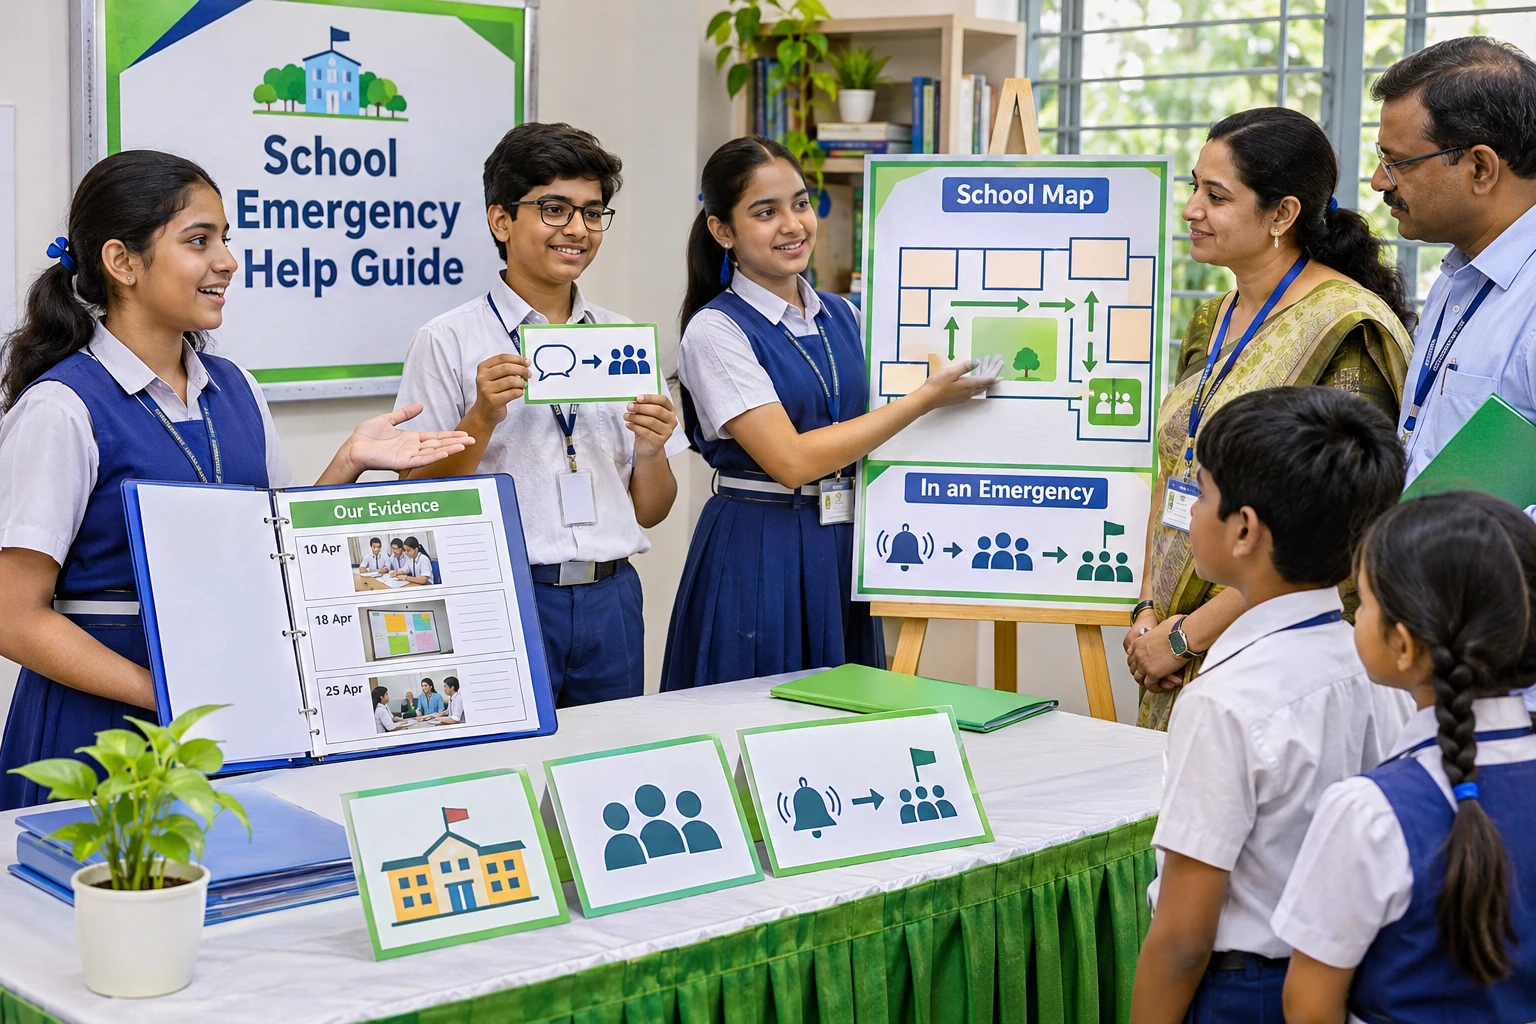 School
Emergency
Help Guide
Our Evidence
10 Apr
18 Apr
25 Apr
School Map
In an Emergency